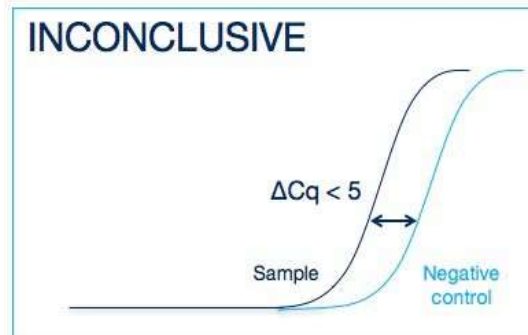 INCONCLUSIVE
ΔCq < 5
Sample
Negative
control